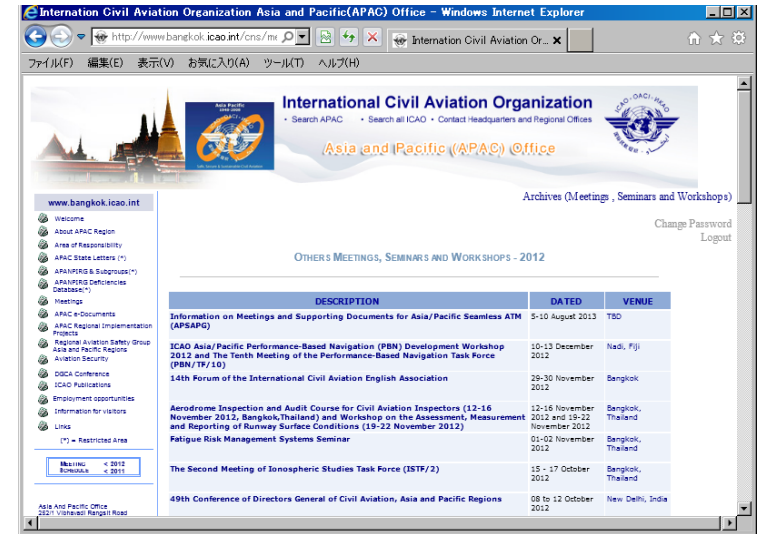 Internation Civil Aviation Organization Asia and Pacific(APAC) Office - Windows Internet Explorer
http://www.bangkok.icao.int/cns/me
Internation Civil Aviation Or...
ファイル(F) 編集(E) 表示(V) お気に入り(A) ツール(T) ヘルプ(H)
Asia Pacific
International Civil Aviation Organization
• Search APAC • Search all ICAO • Contact Headquarters and Regional Offices
Asia and Pacific (APAC) Office
ICAO · OACI ·
www.bangkok.icao.int
Welcome
About APAC Region
Area of Responsibility
APAC State Letters (*)
APANPIRG & Subgroups(*)
APANPIRG Deficiencies
Database(*)
Meetings
APAC e-Documents
APAC Regional Implementation
Projects
Regional Aviation Safety Group
Asia and Pacific Regions
Aviation Security
DGCA Conference
ICAO Publications
Employment opportunities
Information for visitors
Links
(*) = Restricted Area
MEETING < 2012
SCHEDULE < 2011
Asia And Pacific Office
252/1 Vibhavadi Rangsit Road
Archives (Meetings , Seminars and Workshops)
Change Password
Logout
OTHERS MEETINGS, SEMINARS AND WORKSHOPS - 2012
DESCRIPTION DATED VENUE
Information on Meetings and Supporting Documents for Asia/Pacific Seamless ATM 5-10 August 2013 TBD
(APSAPG)
ICAO Asia/Pacific Performance-Based Navigation (PBN) Development Workshop 10-13 December Nadi, Fiji
2012 and The Tenth Meeting of the Performance-Based Navigation Task Force 2012
(PBN/TF/10)
14th Forum of the International Civil Aviation English Association 29-30 November Bangkok
2012
Aerodrome Inspection and Audit Course for Civil Aviation Inspectors (12-16 12-16 November Bangkok,
November 2012, Bangkok,Thailand) and Workshop on the Assessment, Measurement 2012 and 19-22 Thailand
and Reporting of Runway Surface Conditions (19-22 November 2012) November 2012
Fatigue Risk Management Systems Seminar 01-02 November Bangkok,
2012 Thailand
The Second Meeting of Ionospheric Studies Task Force (ISTF/2) 15 - 17 October Bangkok,
2012 Thailand
49th Conference of Directors General of Civil Aviation, Asia and Pacific Regions 08 to 12 October New Delhi, India
2012